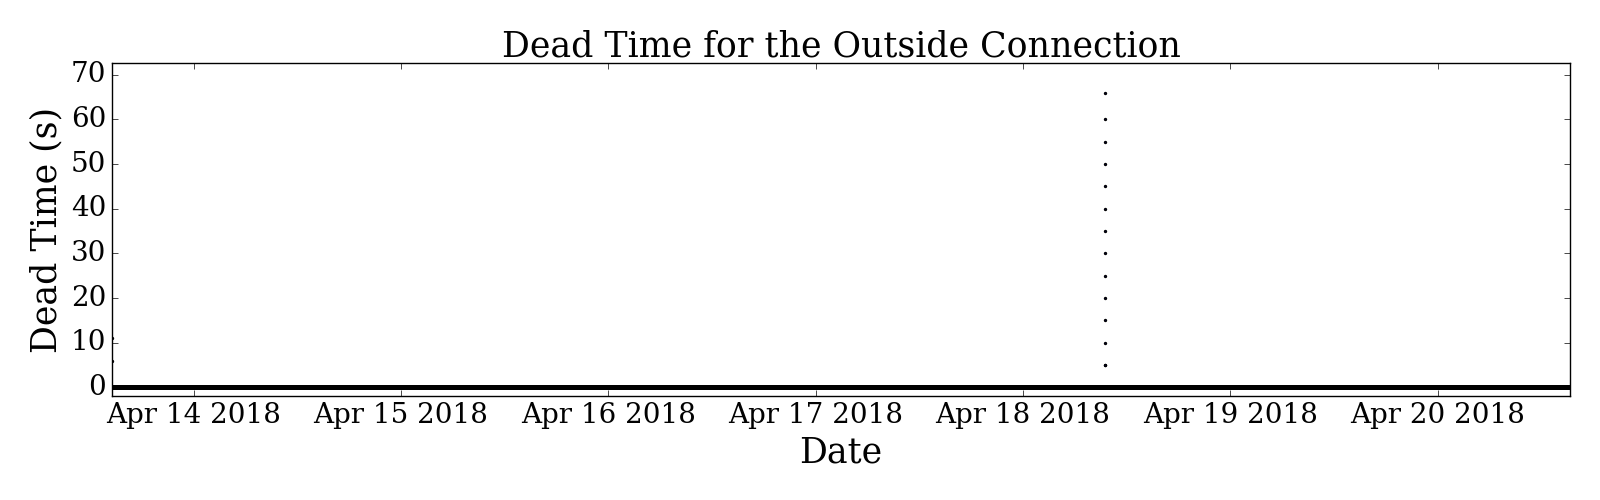 Dead Time for the Outside Connection
Dead Time (s)
70
60
50
40
30
20
10
0
Apr 14 2018 Apr 15 2018 Apr 16 2018 Apr 17 2018 Apr 18 2018 Apr 19 2018 Apr 20 2018
Date